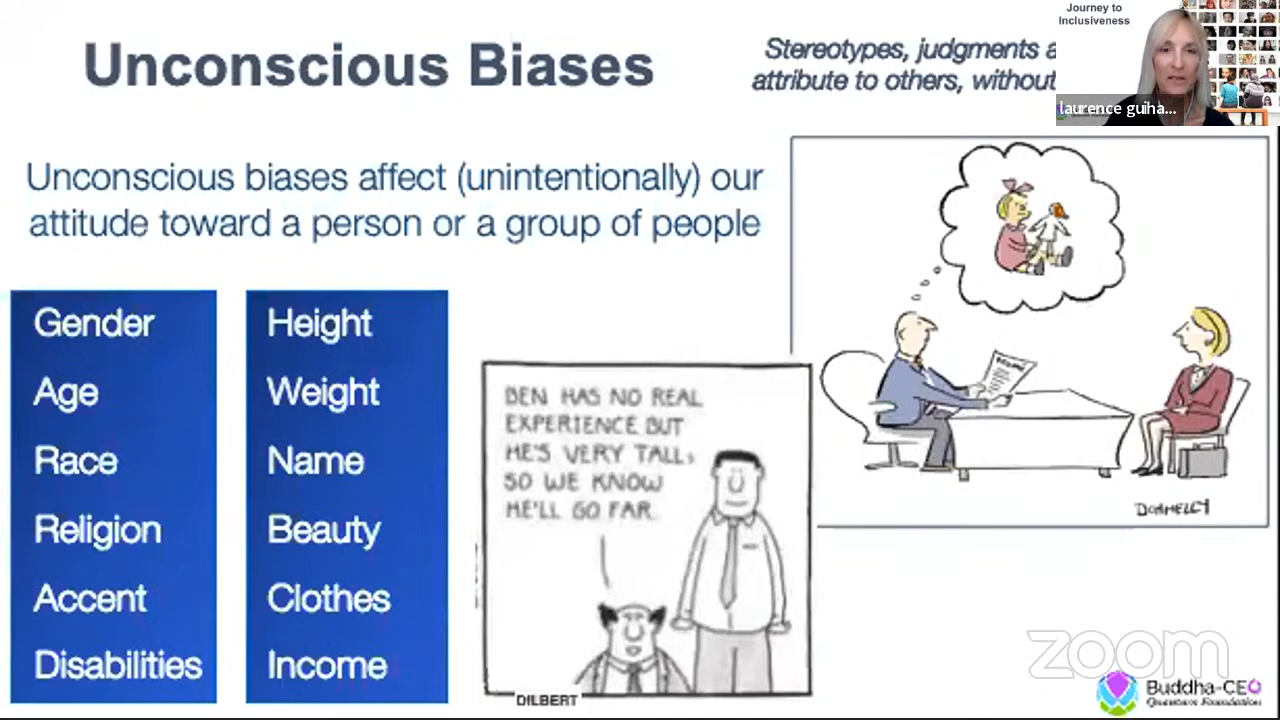 Unconscious Biases
Stereotypes, judgments a
attribute to others, without
Journey to
Inclusiveness
laurence guiha...
Unconscious biases affect (unintentionally) our
attitude toward a person or a group of people
Gender
Age
Race
Religion
Accent
Disabilities
Height
Weight
Name
Beauty
Clothes
Income
BEN HAS NO REAL
EXPERIENCE BUT
HE'S VERY TALL,
SO WE KNOW
HE'LL GO FAR.
DILBERT
RESUME
DONNELLY
zoom
Buddha-CEO
Quantum Foundation